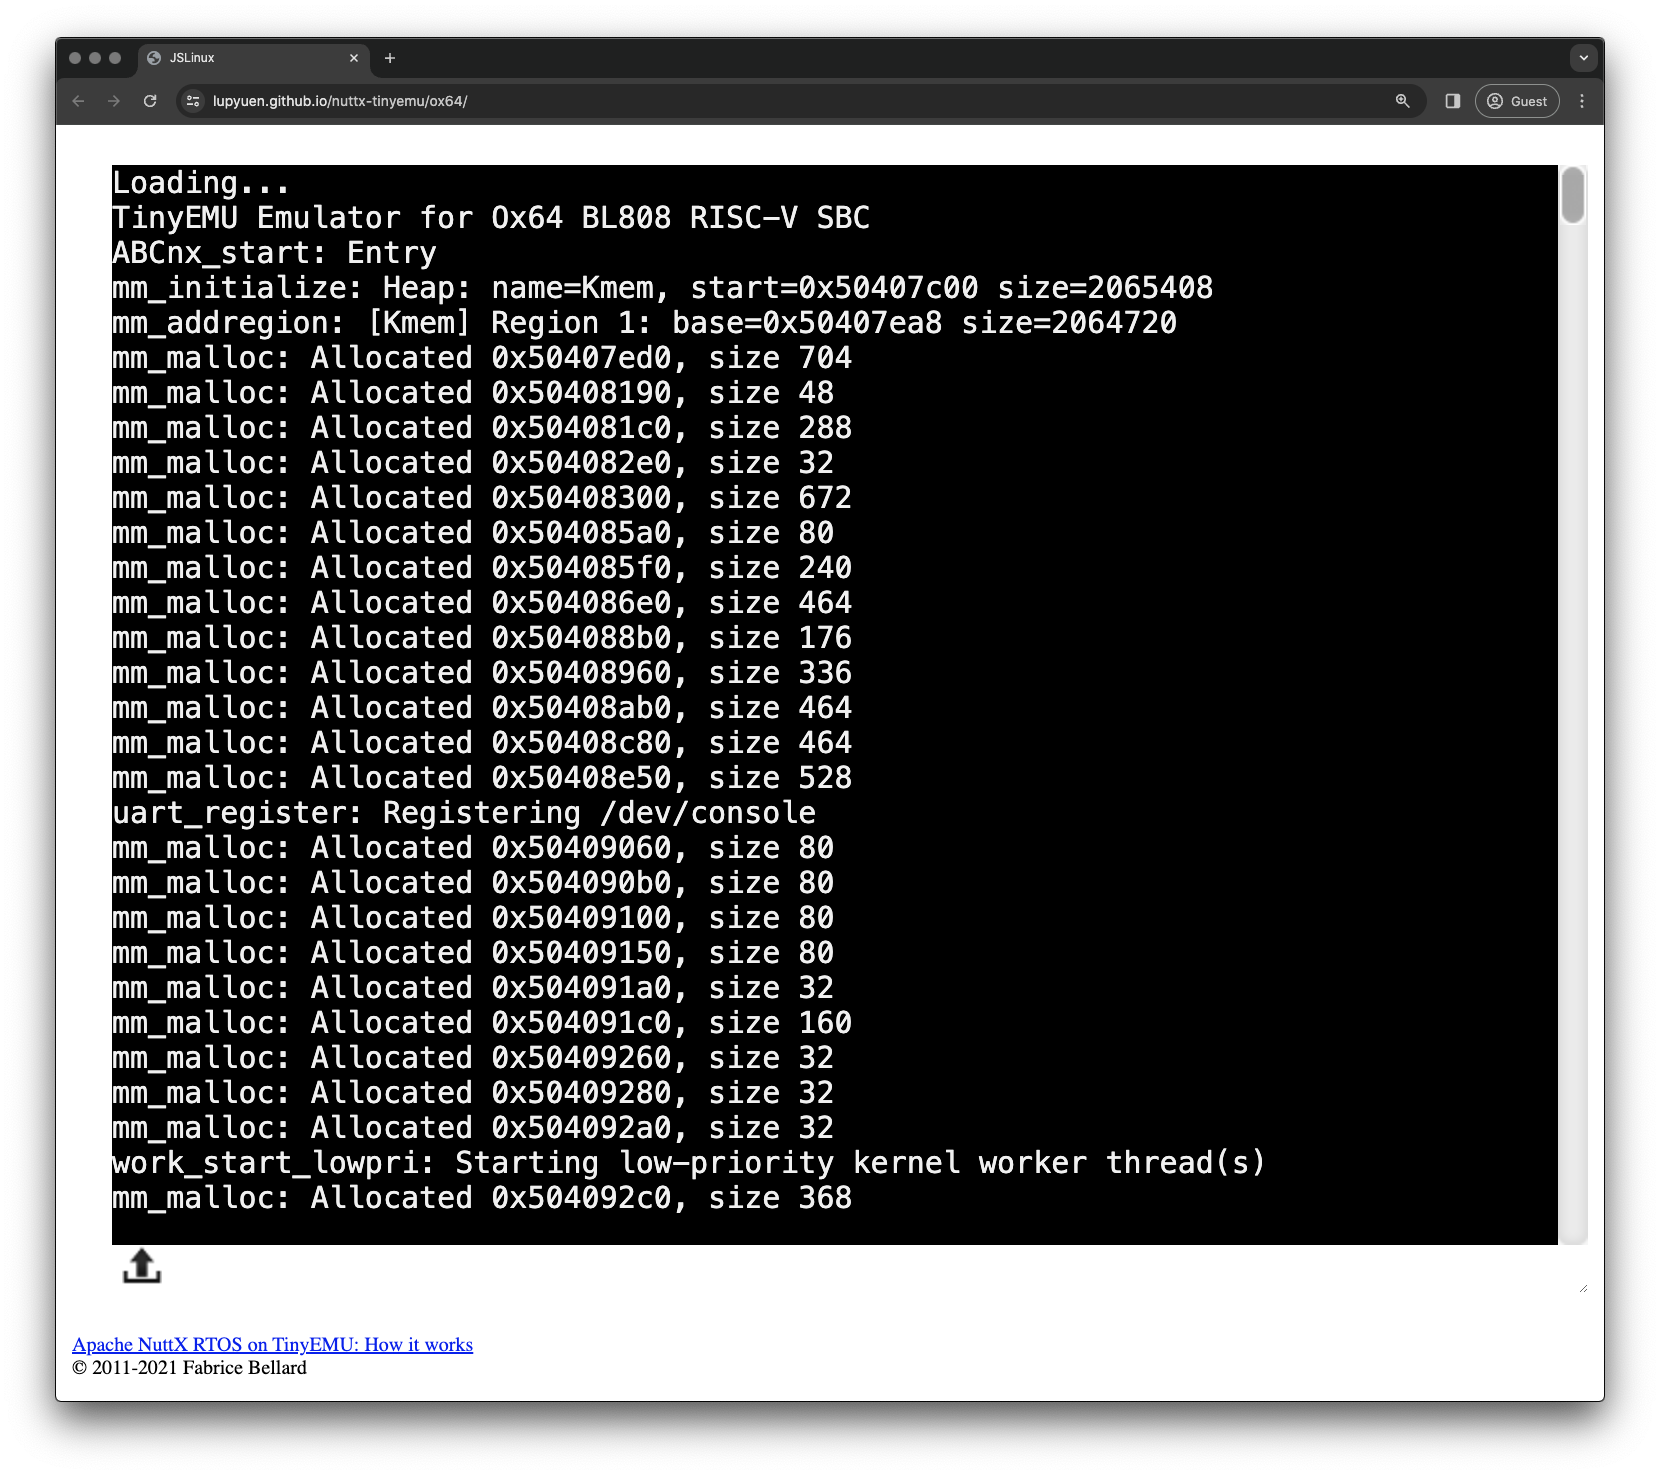 JSLinux
lupyuen.github.io/nuttx-tinyemu/ox64/
Guest
Loading...
TinyEMU Emulator for Ox64 BL808 RISC-V SBC
ABCnx_start: Entry
mm_initialize: Heap: name=Kmem, start=0x50407c00 size=2065408
mm_addregion: [Kmem] Region 1: base=0x50407ea8 size=2064720
mm_malloc: Allocated 0x50407ed0, size 704
mm_malloc: Allocated 0x50408190, size 48
mm_malloc: Allocated 0x504081c0, size 288
mm_malloc: Allocated 0x504082e0, size 32
mm_malloc: Allocated 0x50408300, size 672
mm_malloc: Allocated 0x504085a0, size 80
mm_malloc: Allocated 0x504085f0, size 240
mm_malloc: Allocated 0x504086e0, size 464
mm_malloc: Allocated 0x504088b0, size 176
mm_malloc: Allocated 0x50408960, size 336
mm_malloc: Allocated 0x50408ab0, size 464
mm_malloc: Allocated 0x50408c80, size 464
mm_malloc: Allocated 0x50408e50, size 528
uart_register: Registering /dev/console
mm_malloc: Allocated 0x50409060, size 80
mm_malloc: Allocated 0x504090b0, size 80
mm_malloc: Allocated 0x50409100, size 80
mm_malloc: Allocated 0x50409150, size 80
mm_malloc: Allocated 0x504091a0, size 32
mm_malloc: Allocated 0x504091c0, size 160
mm_malloc: Allocated 0x50409260, size 32
mm_malloc: Allocated 0x50409280, size 32
mm_malloc: Allocated 0x504092a0, size 32
work_start_lowpri: Starting low-priority kernel worker thread(s)
mm_malloc: Allocated 0x504092c0, size 368
Apache NuttX RTOS on TinyEMU: How it works
© 2011-2021 Fabrice Bellard